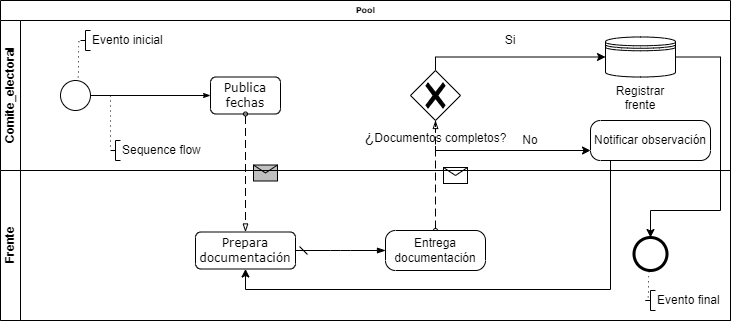 Pool
Comite_electoral
Evento inicial
Si
Publica
fechas
Registrar
frente
¿Documentos completos?
No
Notificar observación
Sequence flow
Frente
Prepara
documentación
Entrega
documentación
Evento final